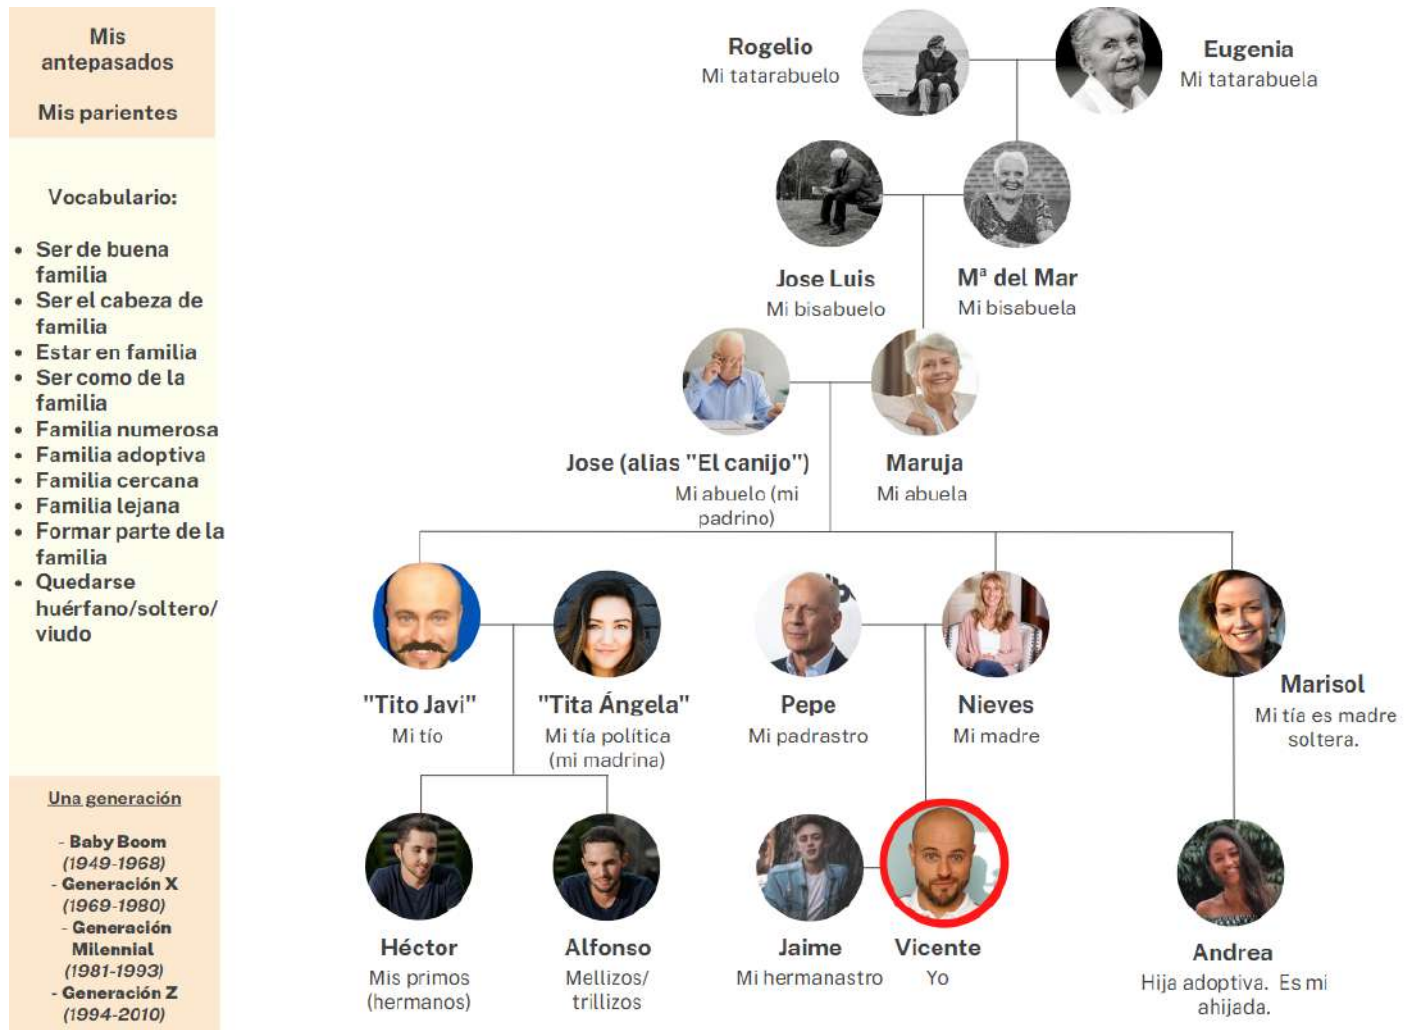 Mis
antepasados
Mis parientes
Vocabulario:
• Ser de buena
familia
• Ser el cabeza de
familia
• Estar en familia
• Ser como de la
familia
• Familia numerosa
• Familia adoptiva
• Familia cercana
• Familia lejana
• Formar parte de la
familia
• Quedarse
huérfano/soltero/
viudo
Una generación
- Baby Boom
(1949-1968)
- Generación X
(1969-1980)
- Generación
Milennial
(1981-1993)
- Generación Z
(1994-2010)
Rogelio
Mi tatarabuelo
Eugenia
Mi tatarabuela
Jose Luis
Mi bisabuelo
Mª del Mar
Mi bisabuela
Jose (alias "El canijo")
Mi abuelo (mi
padrino)
Maruja
Mi abuela
"Tito Javi"
Mi tío
"Tita Ángela"
Mi tía política
(mi madrina)
Pepe
Mi padrastro
Nieves
Mi madre
Marisol
Mi tía es madre
soltera.
Héctor
Mis primos
(hermanos)
Alfonso
Mellizos/
trillizos
Jaime
Mi hermanastro
Vicente
Yo
Andrea
Hija adoptiva. Es mi
ahijada.